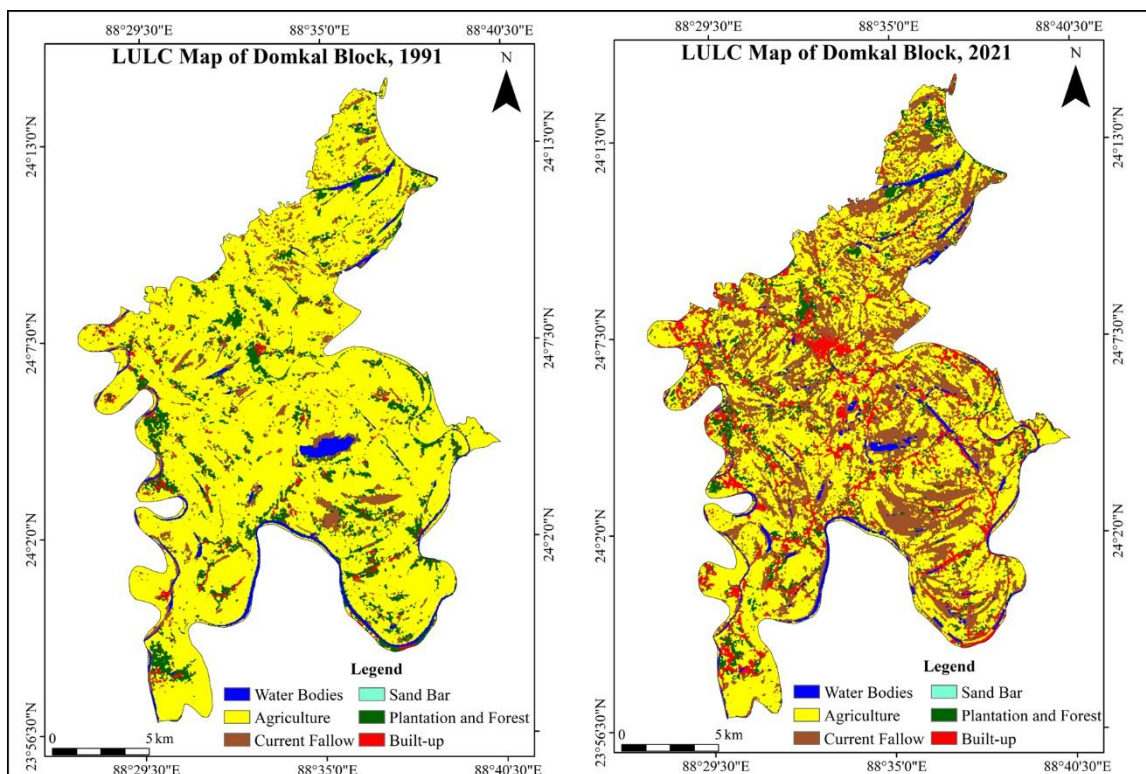 88°29'30"E 88°35'0"E 88°40'30"E
LULC Map of Domkal Block, 1991
N
24°13'0"N
24°7'30"N
24°2'0"N
23°56'30"N
24°13'0"N
24°7'30"N
24°2'0"N
Legend
Water Bodies Sand Bar
Agriculture Plantation and Forest
Current Fallow Built-up
0 5 km
88°29'30"E 88°35'0"E 88°40'30"E
88°29'30"E 88°35'0"E 88°40'30"E
LULC Map of Domkal Block, 2021
N
24°13'0"N
24°7'30"N
24°2'0"N
23°56'30"N
24°13'0"N
24°7'30"N
24°2'0"N
Legend
Water Bodies Sand Bar
Agriculture Plantation and Forest
Current Fallow Built-up
0 5 km
88°29'30"E 88°35'0"E 88°40'30"E